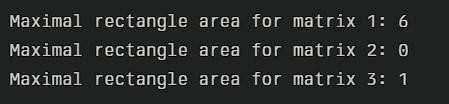 Maximal rectangle area for matrix 1: 6
Maximal rectangle area for matrix 2: 0
Maximal rectangle area for matrix 3: 1